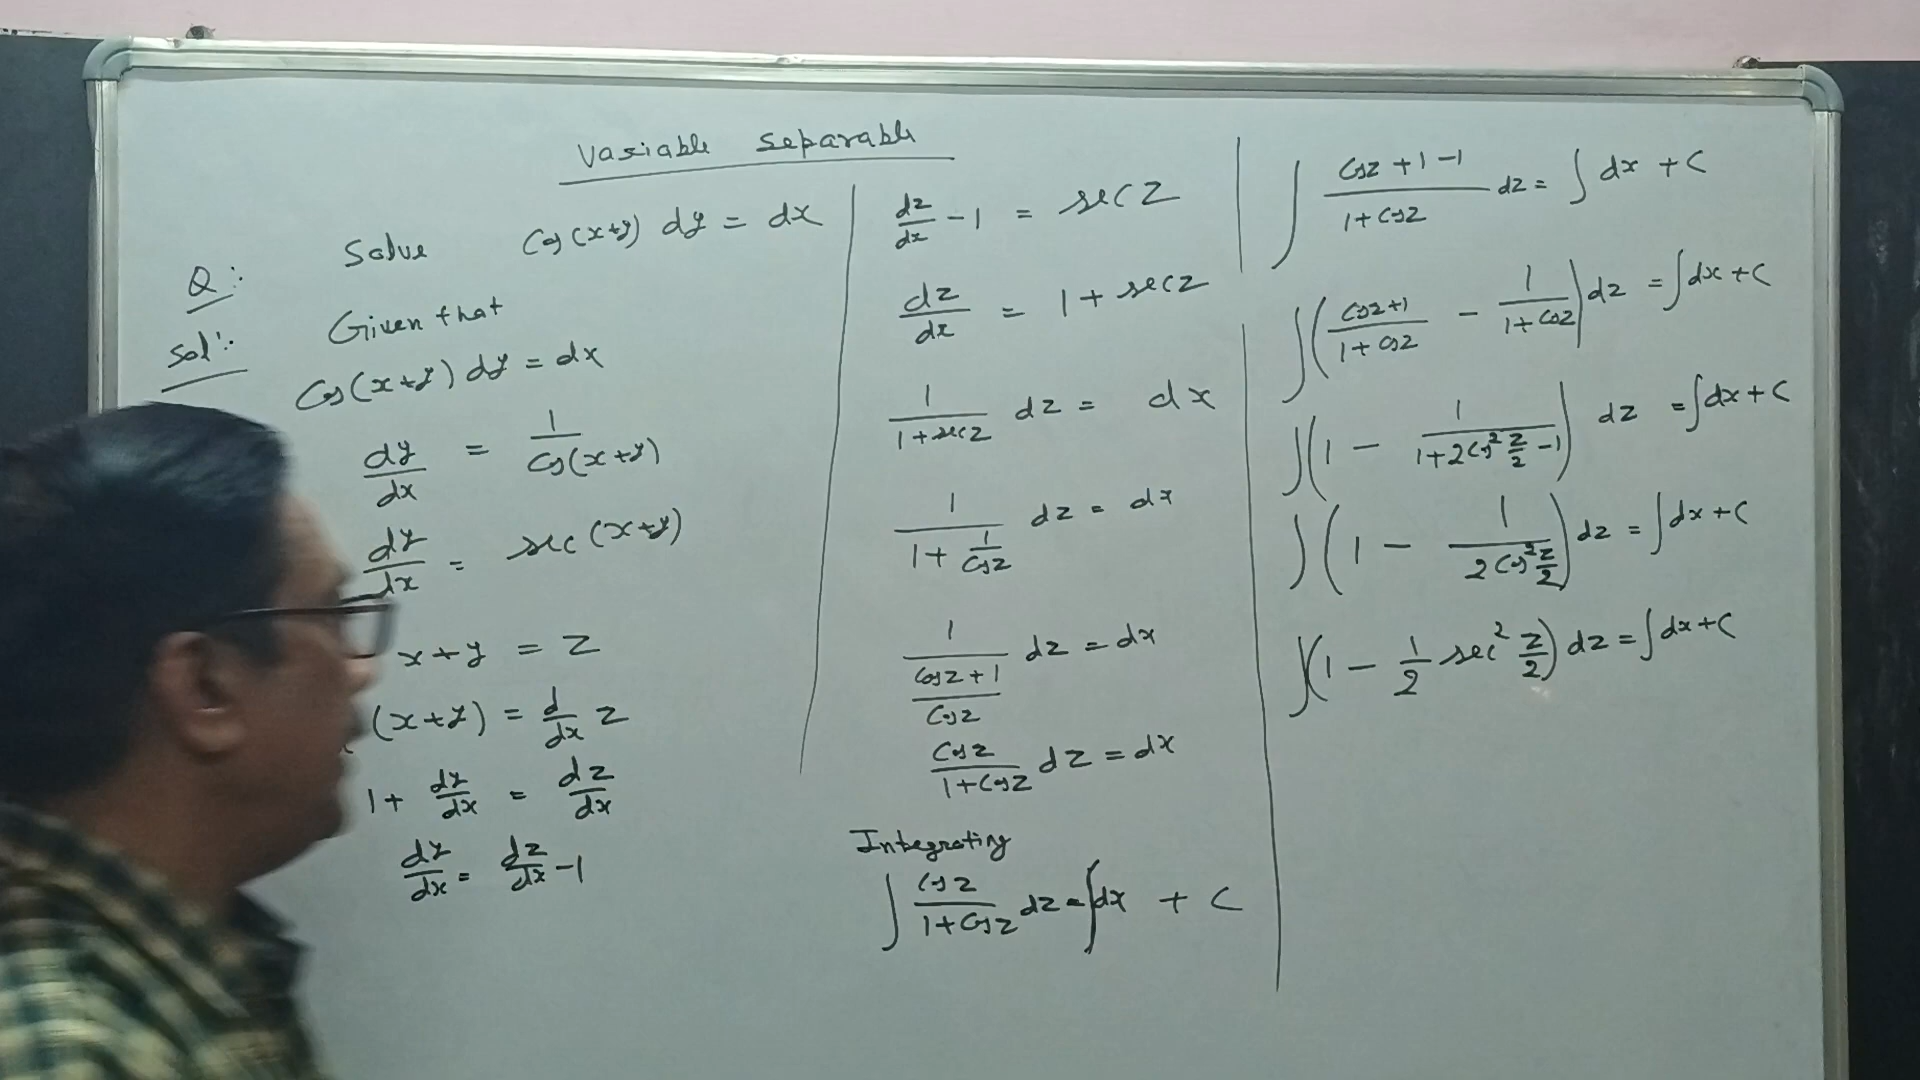 Variable Separable
Q:. Solve Cos(x+y) dy = dx
Sol':. Given that
Cos(x+y) dy = dx
dy/dx = 1/Cos(x+y)
dy/dx = sec(x+y)
x+y = z
(x+y) = d/dx z
1+ dy/dx = dz/dx
dy/dx = dz/dx -1
dz/dx -1 = sec z
dz/dx = 1+ sec z
1/(1+sec z) dz = dx
1/(1+ 1/Cos z) dz = dx
1/((Cos z+1)/Cos z) dz = dx
Cos z/(1+Cos z) dz = dx
Integrating
∫ Cos z/(1+Cos z) dz = ∫dx + C
∫ (Cos z +1-1)/(1+Cos z) dz = ∫dx + C
∫((Cos z+1)/(1+Cos z) - 1/(1+Cos z)) dz = ∫dx+C
∫(1 - 1/(1+2Cos² z/2 -1)) dz = ∫dx+C
∫(1 - 1/(2Cos² z/2)) dz = ∫dx+C
∫(1 - 1/2 sec² z/2) dz = ∫dx+C